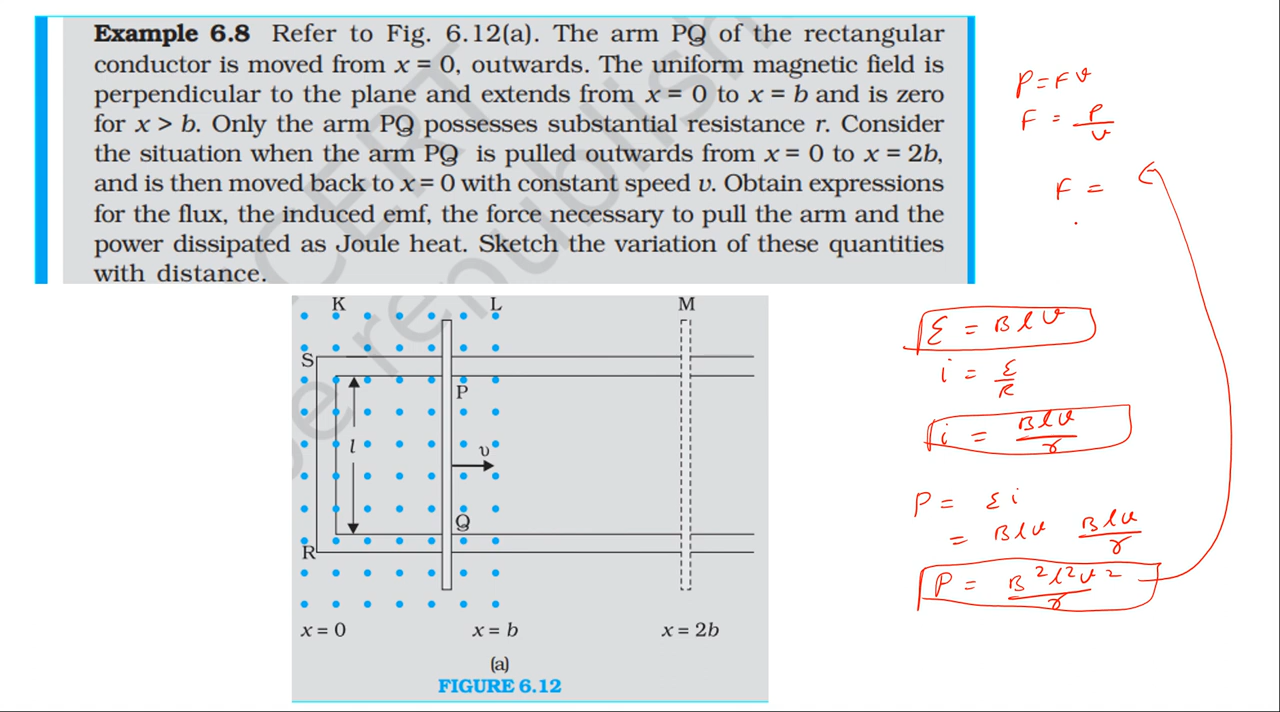 Example 6.8 Refer to Fig. 6.12(a). The arm PQ of the rectangular
conductor is moved from x = 0, outwards. The uniform magnetic field is
perpendicular to the plane and extends from x = 0 to x = b and is zero
for x > b. Only the arm PQ possesses substantial resistance r. Consider
the situation when the arm PQ is pulled outwards from x = 0 to x = 2b,
and is then moved back to x = 0 with constant speed υ. Obtain expressions
for the flux, the induced emf, the force necessary to pull the arm and the
power dissipated as Joule heat. Sketch the variation of these quantities
with distance.
P = Fv
F = P/v
F =
K L M
S
P
l
υ
Q
R
x = 0 x = b x = 2b
(a)
FIGURE 6.12
ε = Blv
i = ε/R
i = Blv/r
P = εi
= Blv Blv/r
P = B²l²v²/r